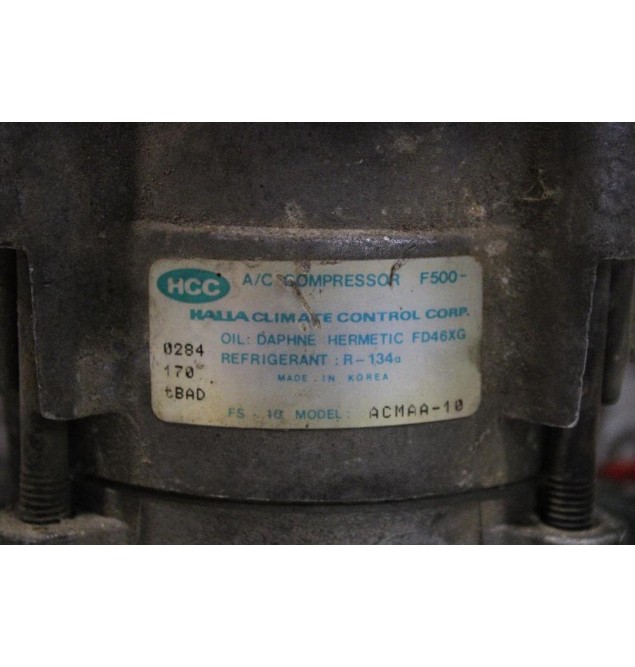 HCC A/C COMPRESSOR F500-
HALLA CLIMATE CONTROL CORP.
OIL: DAPHNE HERMETIC FD46XG
0284 REFRIGERANT : R-134a
170 MADE IN KOREA
tBAD
FS-10 MODEL: ACMAA-10